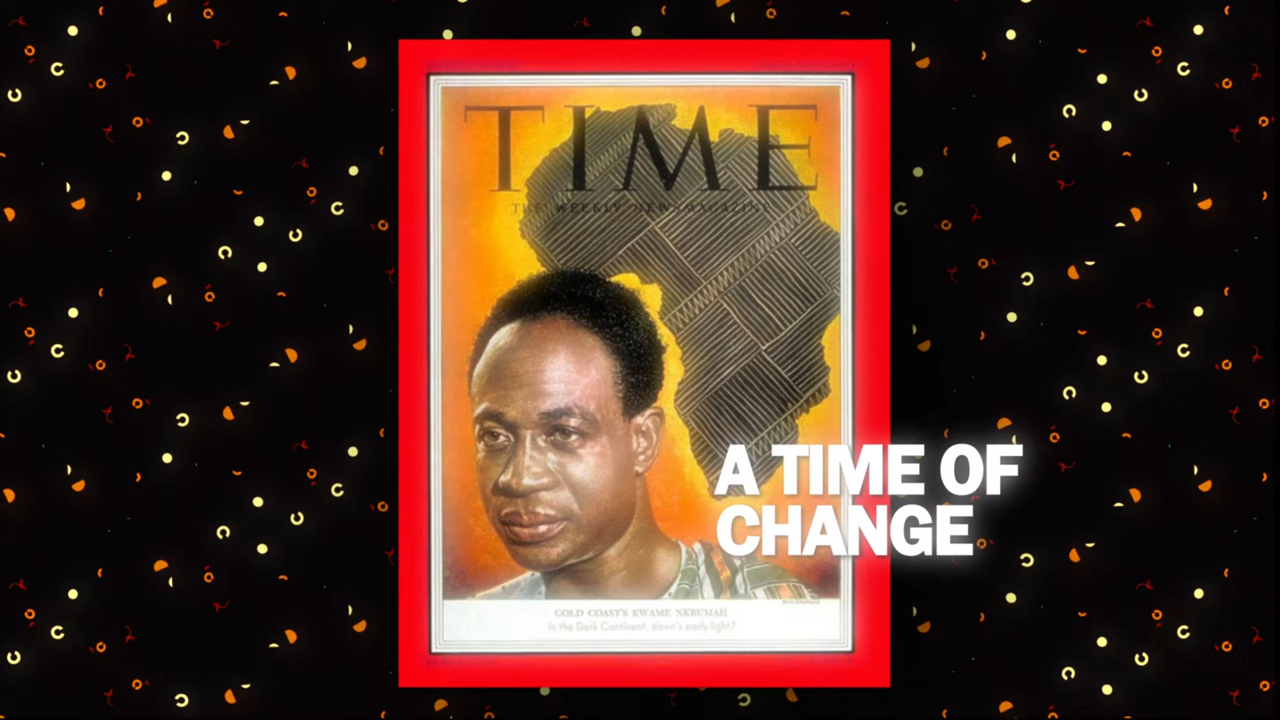 TIME
THE WEEKLY NEWSMAGAZINE
A TIME OF
CHANGE
GOLD COAST'S KWAME NKRUMAH
In the Dark Continent, dawn's early light?